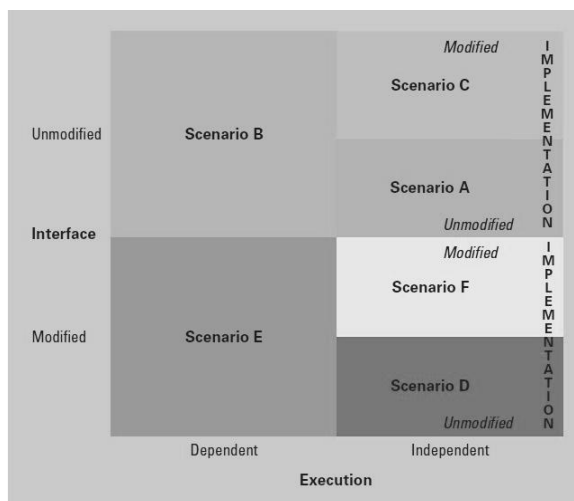 Modified
Scenario C
Unmodified
Scenario B
Scenario A
Unmodified
IMPLEMENTATION
Interface
Modified
Scenario F
Modified
Scenario E
Scenario D
Unmodified
IMPLEMENTATION
Dependent
Independent
Execution